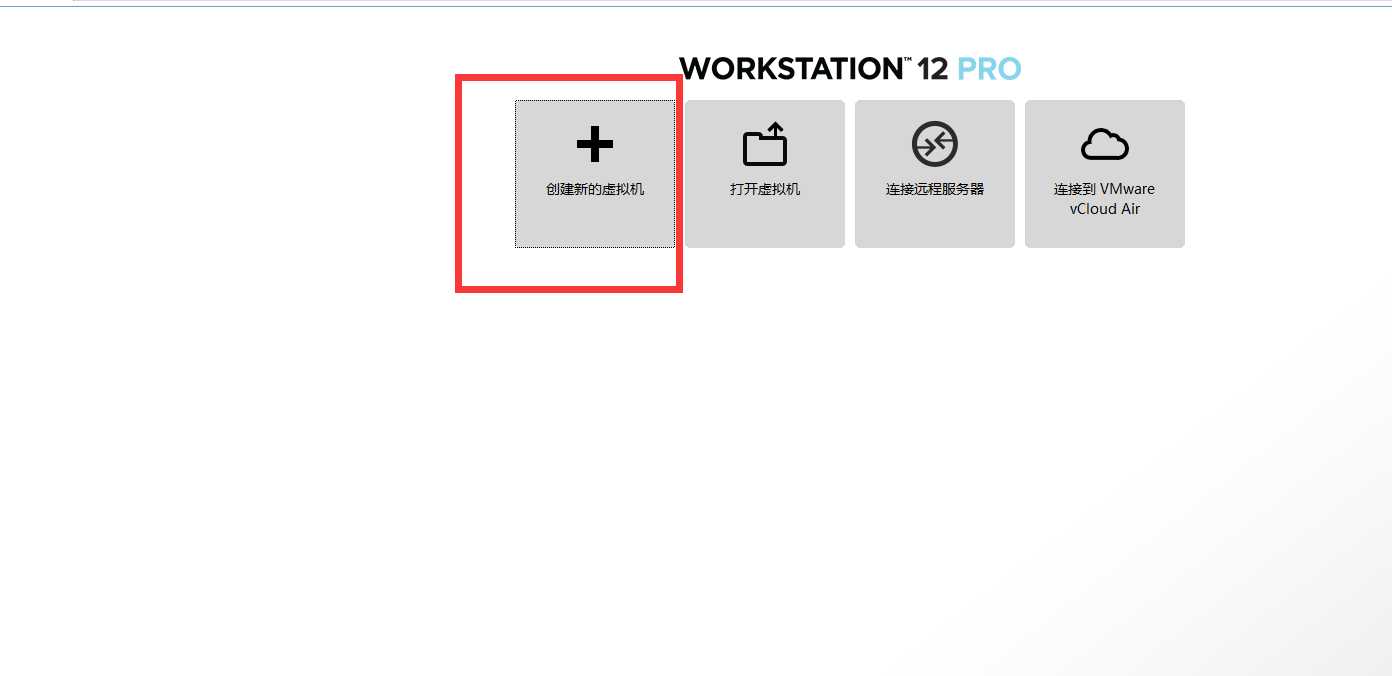 WORKSTATION™ 12 PRO
创建新的虚拟机
打开虚拟机
连接远程服务器
连接到 VMware
vCloud Air